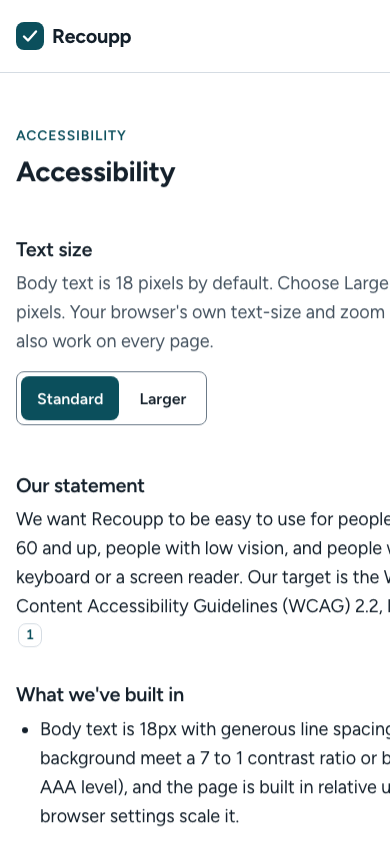 Recoupp
ACCESSIBILITY
Accessibility
Text size
Body text is 18 pixels by default. Choose Large
pixels. Your browser's own text-size and zoom
also work on every page.
Standard
Larger
Our statement
We want Recoupp to be easy to use for people
60 and up, people with low vision, and people
keyboard or a screen reader. Our target is the
Content Accessibility Guidelines (WCAG) 2.2,
1
What we've built in
• Body text is 18px with generous line spacing
background meet a 7 to 1 contrast ratio or
AAA level), and the page is built in relative
browser settings scale it.